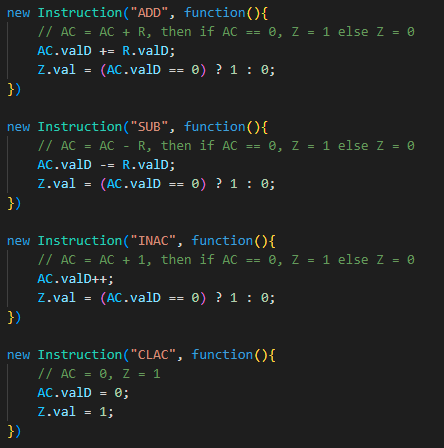 new Instruction("ADD", function(){
    // AC = AC + R, then if AC == 0, Z = 1 else Z = 0
    AC.valD += R.valD;
    Z.val = (AC.valD == 0) ? 1 : 0;
})

new Instruction("SUB", function(){
    // AC = AC - R, then if AC == 0, Z = 1 else Z = 0
    AC.valD -= R.valD;
    Z.val = (AC.valD == 0) ? 1 : 0;
})

new Instruction("INAC", function(){
    // AC = AC + 1, then if AC == 0, Z = 1 else Z = 0
    AC.valD++;
    Z.val = (AC.valD == 0) ? 1 : 0;
})

new Instruction("CLAC", function(){
    // AC = 0, Z = 1
    AC.valD = 0;
    Z.val = 1;
})